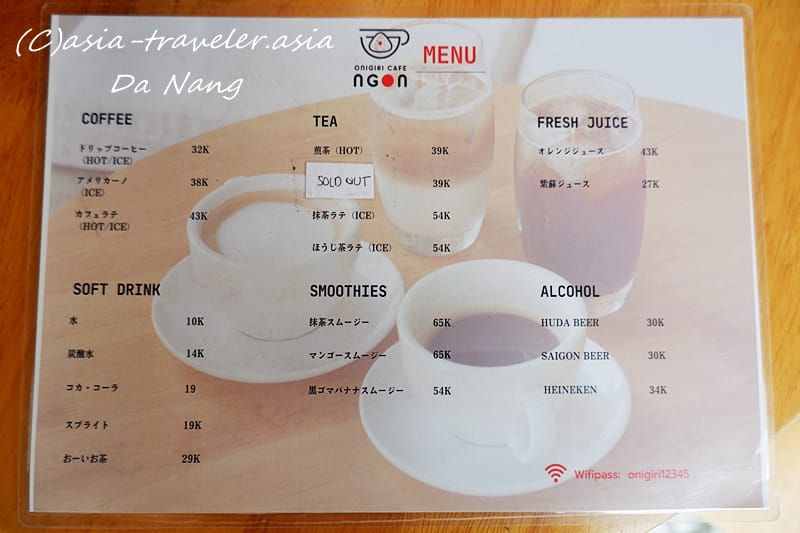 (C)asia-traveler.asia
Da Nang
ONIGIRI CAFE
NGON
MENU
COFFEE
ドリップコーヒー 32K
(HOT/ICE)
アメリカーノ 38K
(ICE)
カフェラテ 43K
(HOT/ICE)
TEA
煎茶 (HOT) 39K
SOLD OUT 39K
抹茶ラテ (ICE) 54K
ほうじ茶ラテ (ICE) 54K
FRESH JUICE
オレンジジュース 43K
紫蘇ジュース 27K
SOFT DRINK
水 10K
炭酸水 14K
コカ・コーラ 19
スプライト 19K
おーいお茶 29K
SMOOTHIES
抹茶スムージー 65K
マンゴースムージー 65K
黒ゴマバナナスムージー 54K
ALCOHOL
HUDA BEER 30K
SAIGON BEER 30K
HEINEKEN 34K
Wifipass: onigiri12345